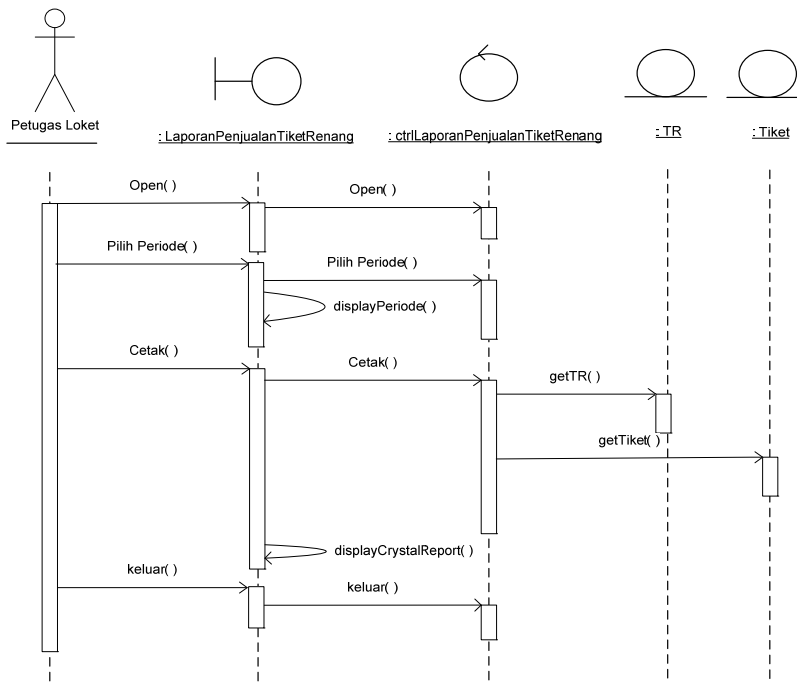 Petugas Loket
: LaporanPenjualanTiketRenang
: ctrlLaporanPenjualanTiketRenang
: TR
: Tiket
Open( )
Open( )
Pilih Periode( )
Pilih Periode( )
displayPeriode( )
Cetak( )
Cetak( )
getTR( )
getTiket( )
displayCrystalReport( )
keluar( )
keluar( )